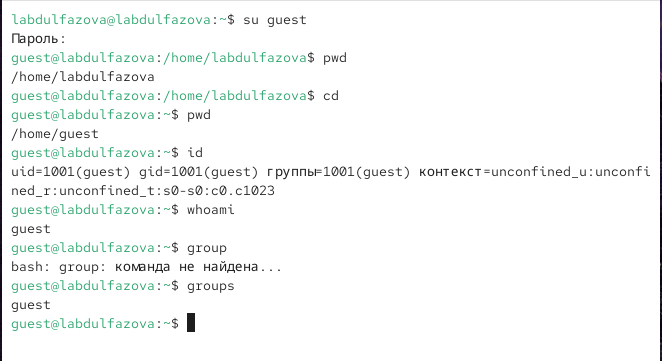 labdulfazova@labdulfazova:~$ su guest
Пароль:
guest@labdulfazova:/home/labdulfazova$ pwd
/home/labdulfazova
guest@labdulfazova:/home/labdulfazova$ cd
guest@labdulfazova:~$ pwd
/home/guest
guest@labdulfazova:~$ id
uid=1001(guest) gid=1001(guest) группы=1001(guest) контекст=unconfined_u:unconfi
ned_r:unconfined_t:s0-s0:c0.c1023
guest@labdulfazova:~$ whoami
guest
guest@labdulfazova:~$ group
bash: group: команда не найдена...
guest@labdulfazova:~$ groups
guest
guest@labdulfazova:~$